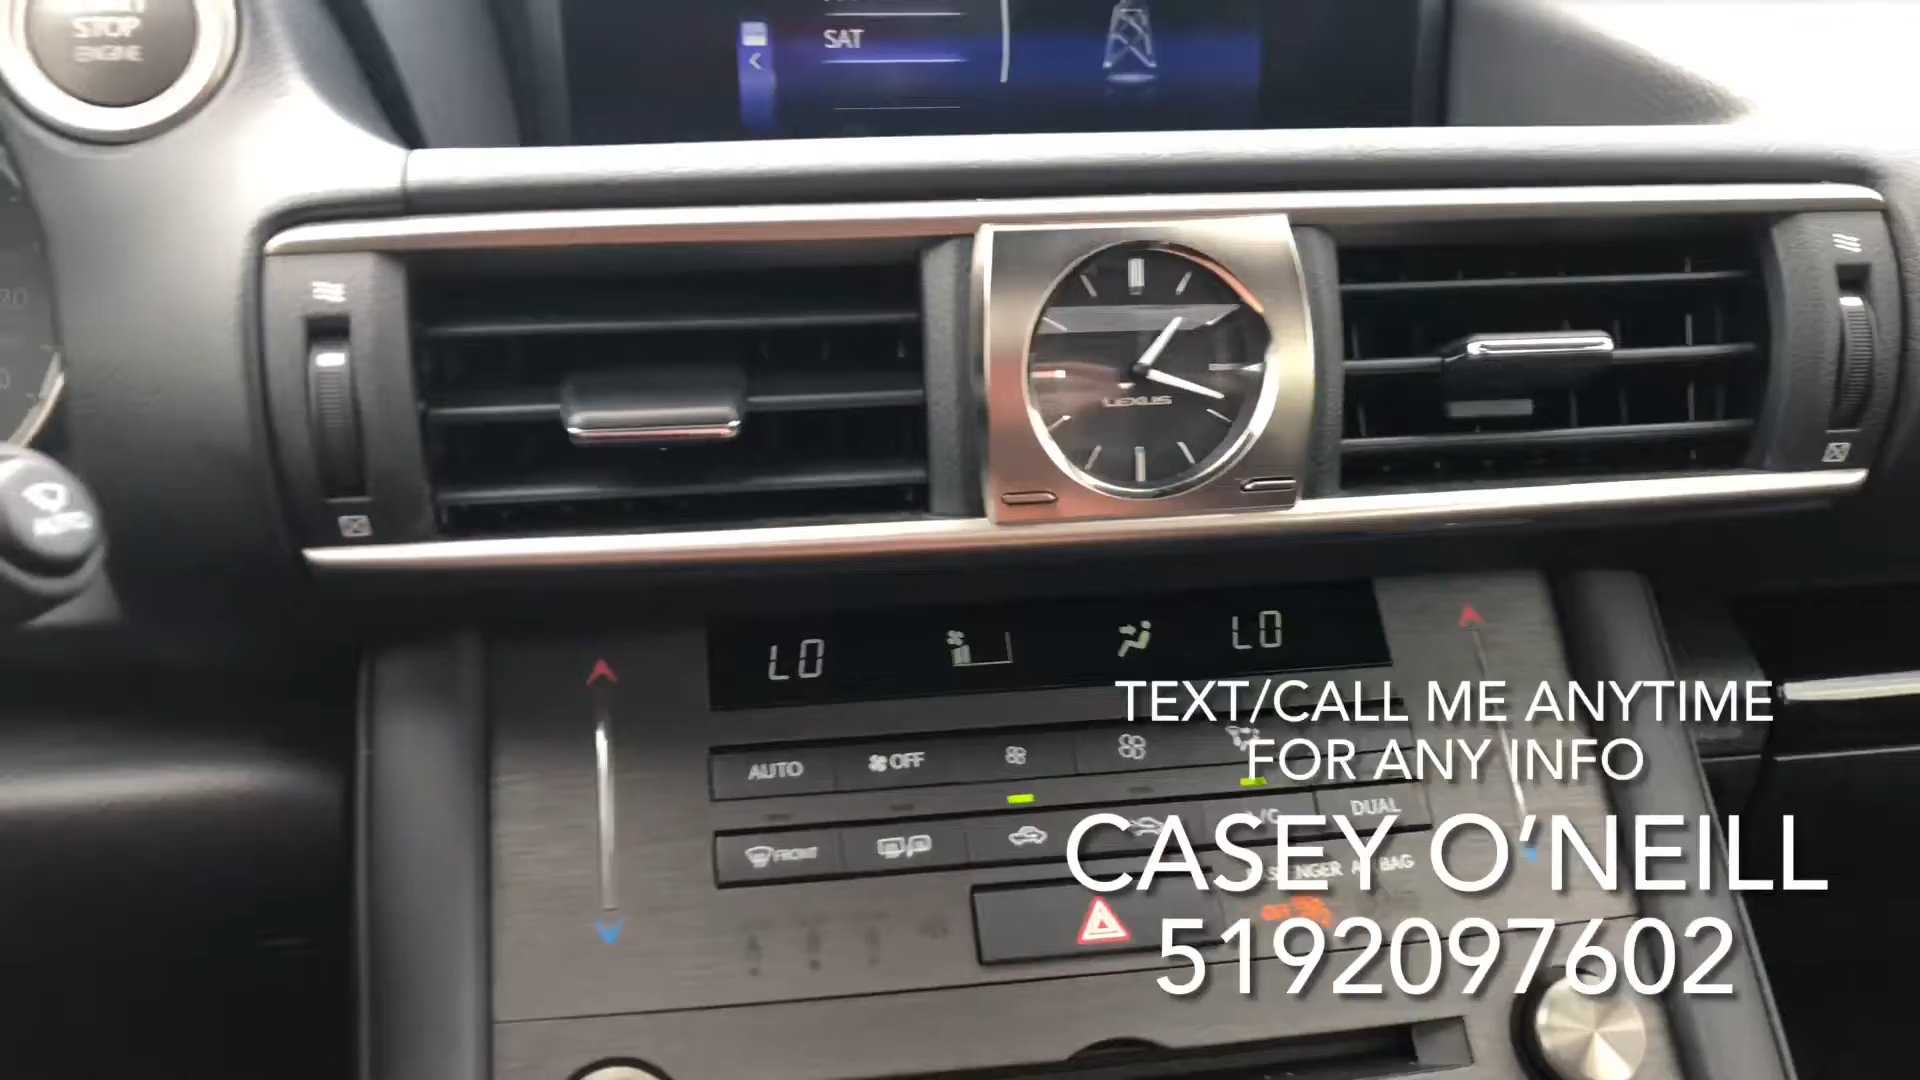 STOP
ENGINE
SAT
LEXUS
AUTO
LO
LO
AUTO
OFF
FRONT
DUAL
TEXT/CALL ME ANYTIME
FOR ANY INFO
CASEY O'NEILL
5192097602